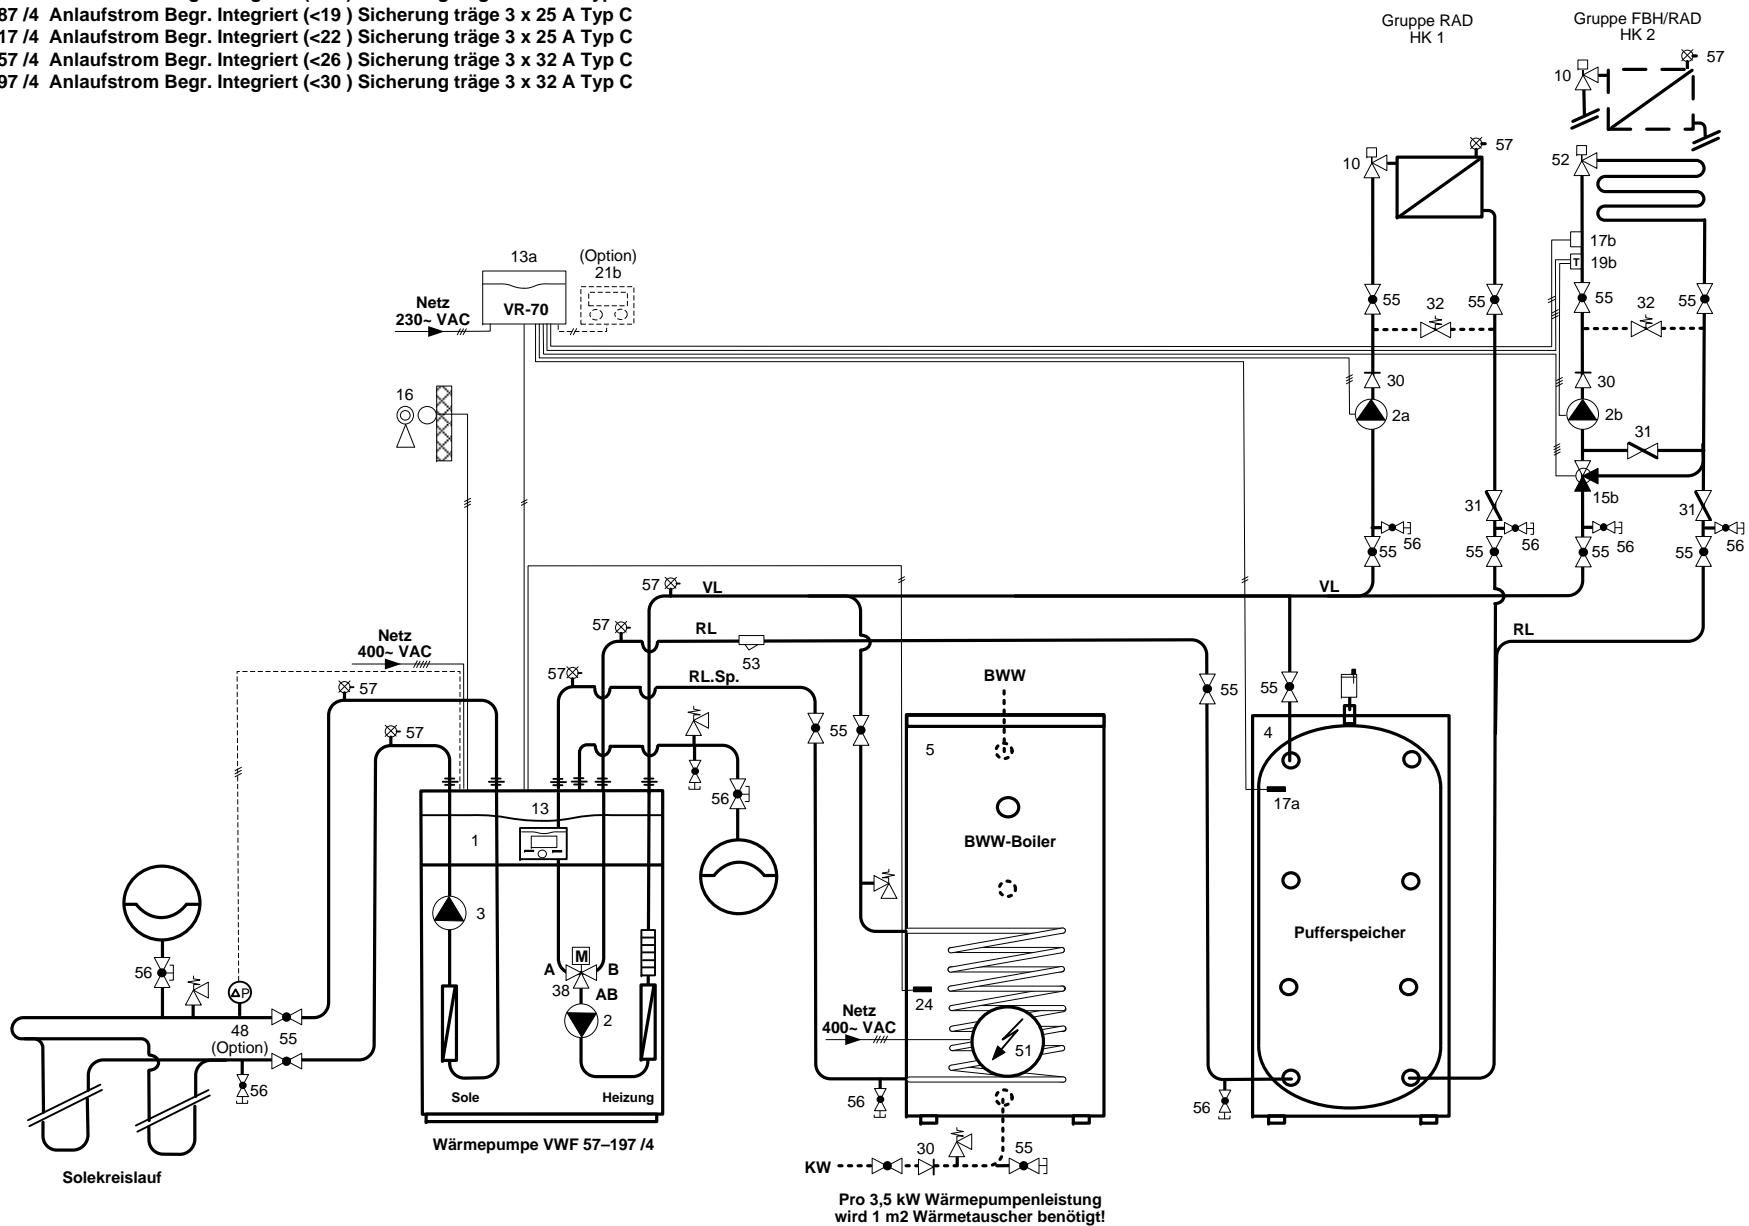 87 /4 Anlaufstrom Begr. Integriert (<19 ) Sicherung träge 3 x 25 A Typ C
17 /4 Anlaufstrom Begr. Integriert (<22 ) Sicherung träge 3 x 25 A Typ C
57 /4 Anlaufstrom Begr. Integriert (<26 ) Sicherung träge 3 x 32 A Typ C
97 /4 Anlaufstrom Begr. Integriert (<30 ) Sicherung träge 3 x 32 A Typ C
Gruppe RAD
HK 1
Gruppe FBH/RAD
HK 2
57
10
57
10
52
17b
T
19b
13a
(Option)
21b
VR-70
Netz
230~ VAC
55
32
55
55
32
55
16
30
2a
30
2b
31
15b
31
31
56
56
56
56
55
55
55
55
57
VL
VL
57
RL
53
RL
Netz
400~ VAC
57
RL.Sp.
57
57
BWW
55
55
55
5
4
13
1
56
17a
BWW-Boiler
3
Pufferspeicher
M
A
B
38
AB
2
56
ΔP
48
(Option)
55
56
24
Netz
400~ VAC
51
Sole
Heizung
56
56
Wärmepumpe VWF 57–197 /4
30
55
KW
Solekreislauf
Pro 3,5 kW Wärmepumpenleistung
wird 1 m2 Wärmetauscher benötigt!